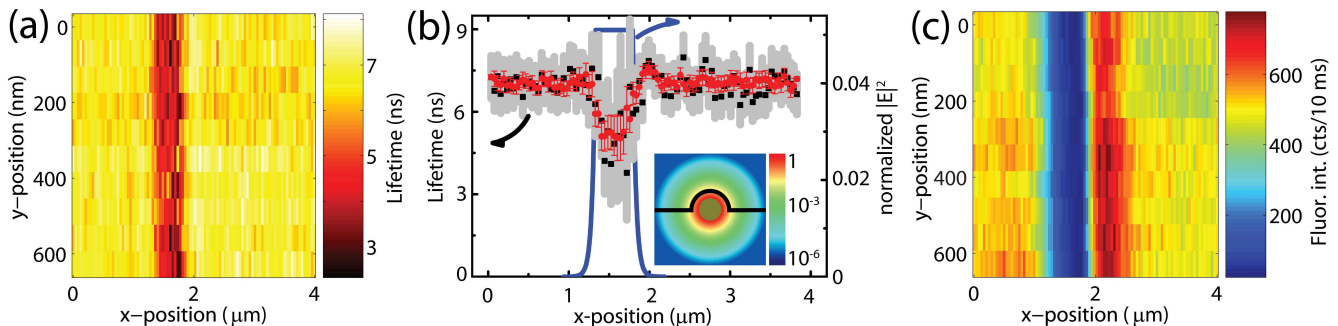 (a)
0
200
400
600
y−position (nm)
0
2
4
x−position (μm)
7
5
3
Lifetime (ns)
(b)
9
6
3
0
Lifetime (ns)
0
1
2
3
4
x-position (μm)
0.04
0.02
0
normalized |E|²
1
10⁻³
10⁻⁶
(c)
0
200
400
600
y−position (nm)
0
2
4
x−position (μm)
600
400
200
Fluor. int. (cts/10 ms)